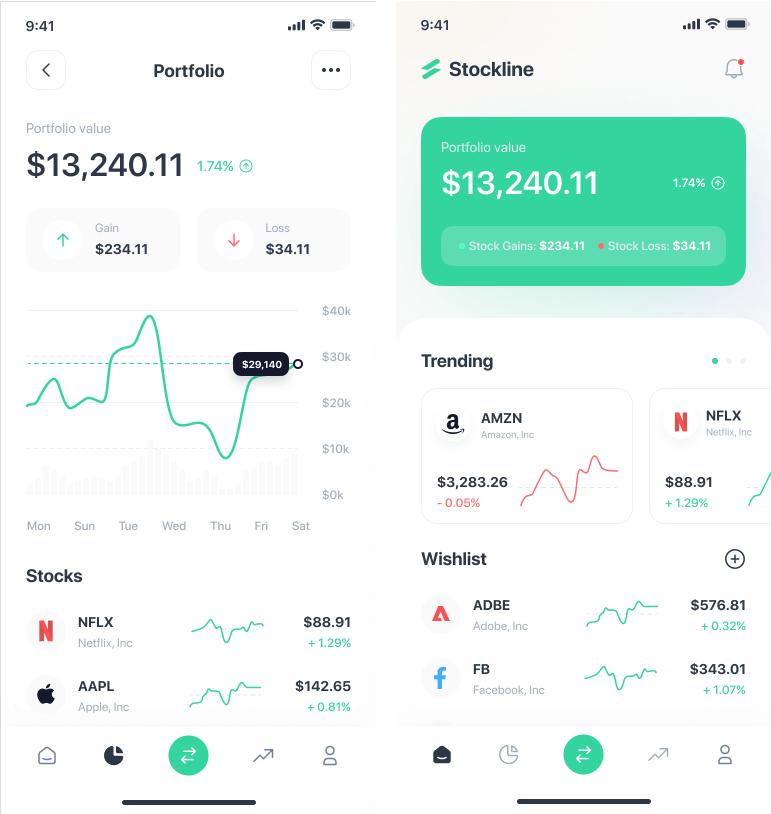 9:41
Portfolio
Portfolio value
$13,240.11 1.74%
Gain
$234.11
Loss
$34.11
$40k
$30k
$29,140
$20k
$10k
$0k
Mon Sun Tue Wed Thu Fri Sat
Stocks
NFLX
Netflix, Inc
$88.91
+ 1.29%
AAPL
Apple, Inc
$142.65
+ 0.81%
9:41
Stockline
Portfolio value
$13,240.11 1.74%
Stock Gains: $234.11 Stock Loss: $34.11
Trending
AMZN
Amazon, Inc
$3,283.26
- 0.05%
NFLX
Netflix, Inc
$88.91
+ 1.29%
Wishlist
ADBE
Adobe, Inc
$576.81
+ 0.32%
FB
Facebook, Inc
$343.01
+ 1.07%